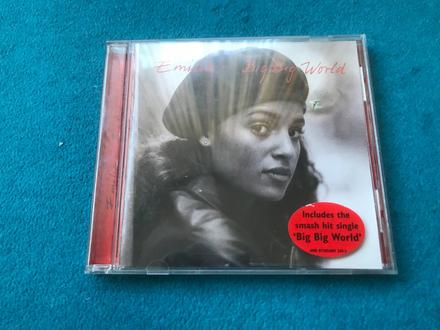 Emilia Big Big World
Includes the
smash hit single
'Big Big World'